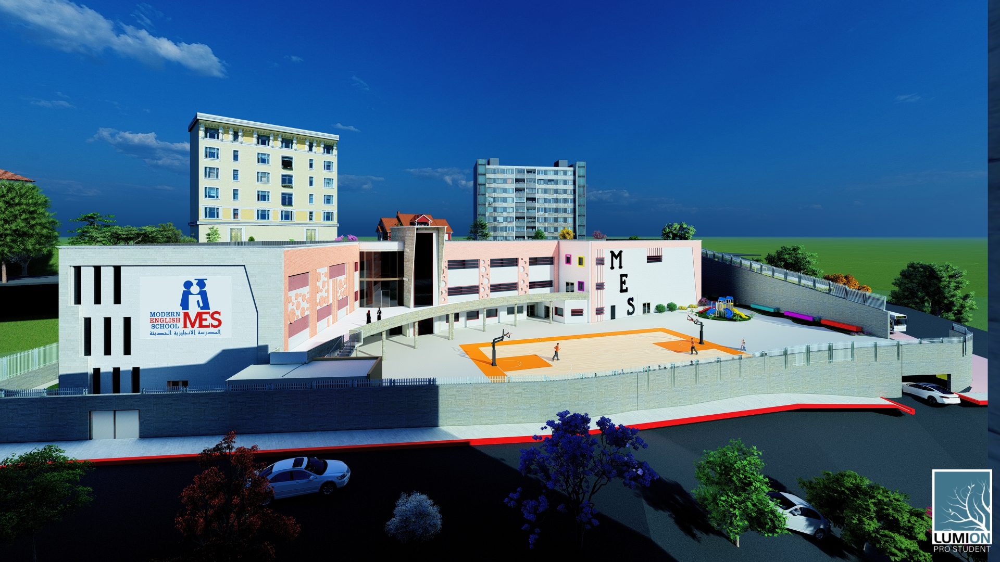 MODERN
ENGLISH
SCHOOL
MES
المدرسة الانجليزية الحديثة
M
E
S
LUMION
PRO STUDENT